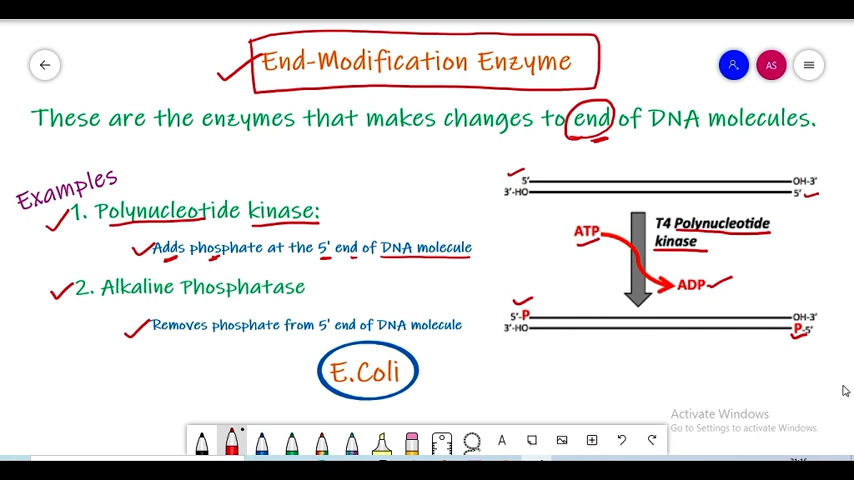 End-Modification Enzyme
AS
These are the enzymes that makes changes to end of DNA molecules.
Examples
1. Polynucleotide kinase:
Adds phosphate at the 5' end of DNA molecule
2. Alkaline Phosphatase
Removes phosphate from 5' end of DNA molecule
E.Coli
5' OH-3'
3'-HO 5'
ATP
T4 Polynucleotide
kinase
ADP
5'-P OH-3'
3'-HO P-5'
Activate Windows
Go to Settings to activate Windows.
A